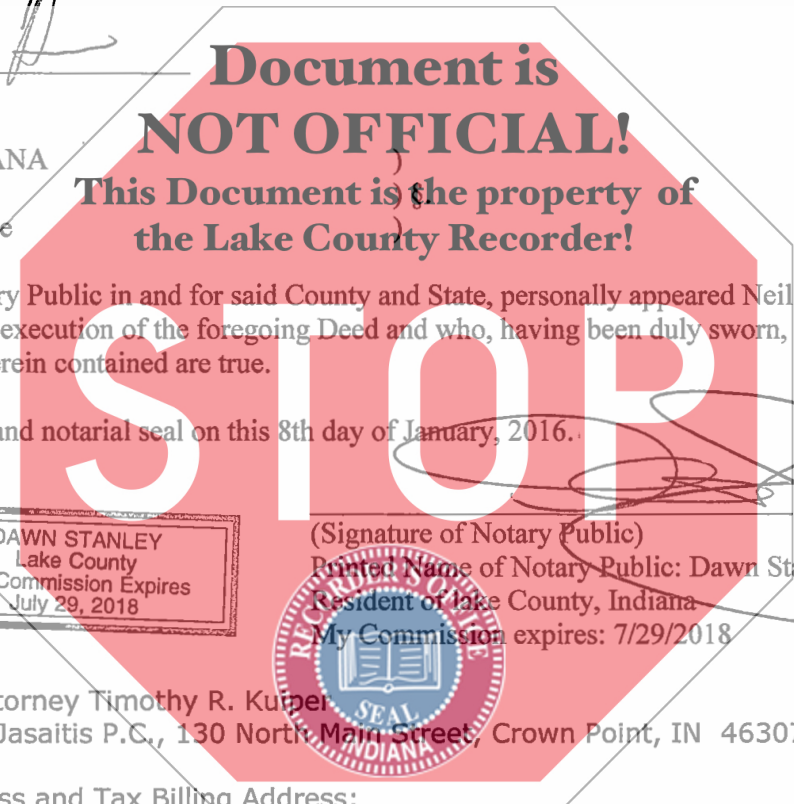 Document is
NOT OFFICIAL!
ANA )
This Document is the property of
) §.
e
the Lake County Recorder!
)
ry Public in and for said County and State, personally appeared Neil
execution of the foregoing Deed and who, having been duly sworn,
rein contained are true.
STOP
and notarial seal on this 8th day of January, 2016.
DAWN STANLEY
Lake County
Commission Expires
July 29, 2018
(Signature of Notary Public)
Printed Name of Notary Public: Dawn Sta
Resident of lake County, Indiana
My Commission expires: 7/29/2018
RECORDER'S OFFICE
SEAL
INDIANA
torney Timothy R. Kuiper
Jasaitis P.C., 130 North Main Street, Crown Point, IN 46307
ss and Tax Billing Address: